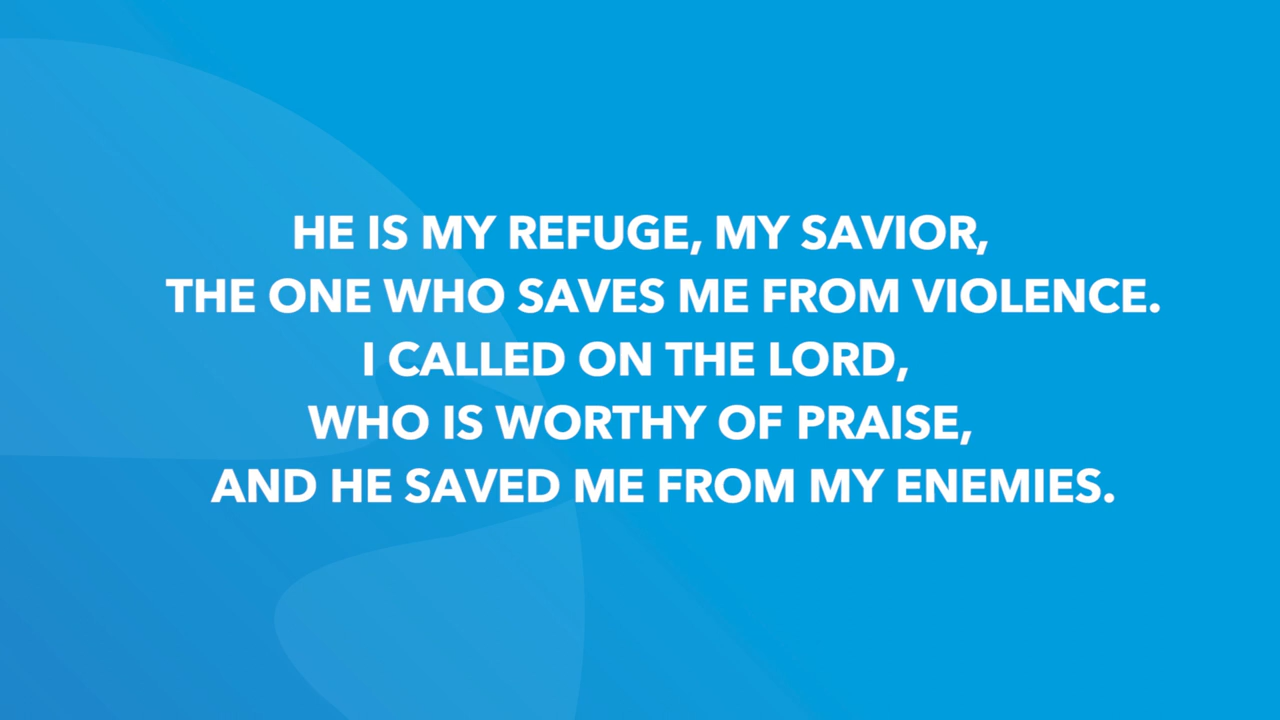 HE IS MY REFUGE, MY SAVIOR,
THE ONE WHO SAVES ME FROM VIOLENCE.
I CALLED ON THE LORD,
WHO IS WORTHY OF PRAISE,
AND HE SAVED ME FROM MY ENEMIES.